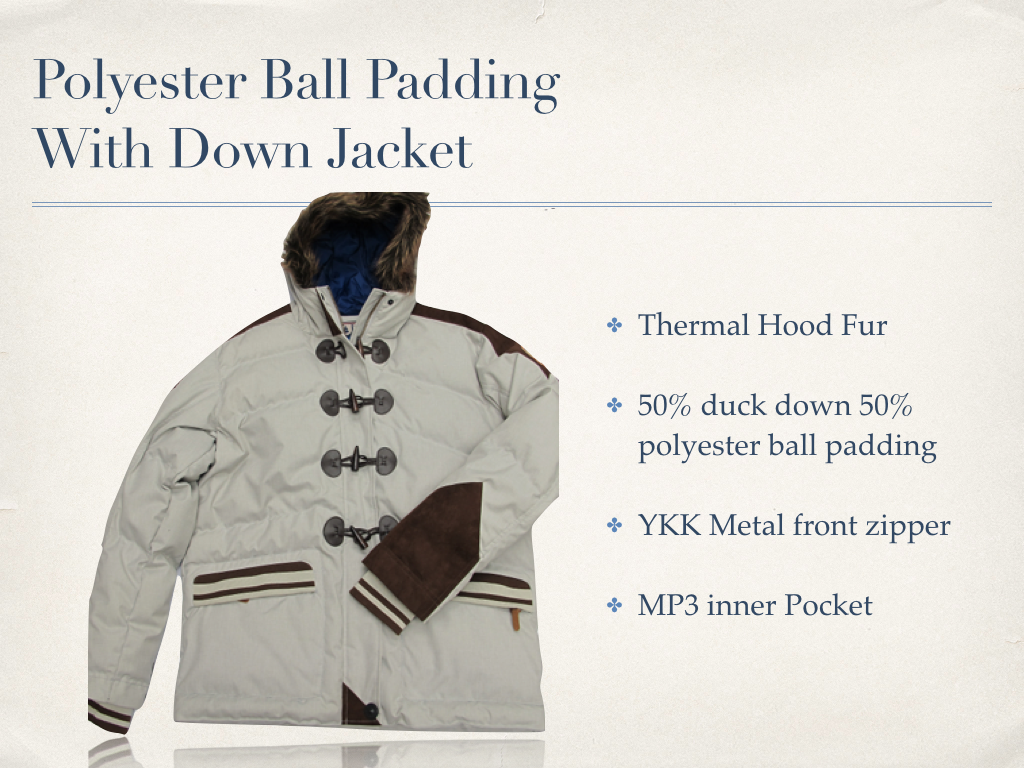 Polyester Ball Padding
With Down Jacket
Thermal Hood Fur
50% duck down 50%
polyester ball padding
YKK Metal front zipper
MP3 inner Pocket